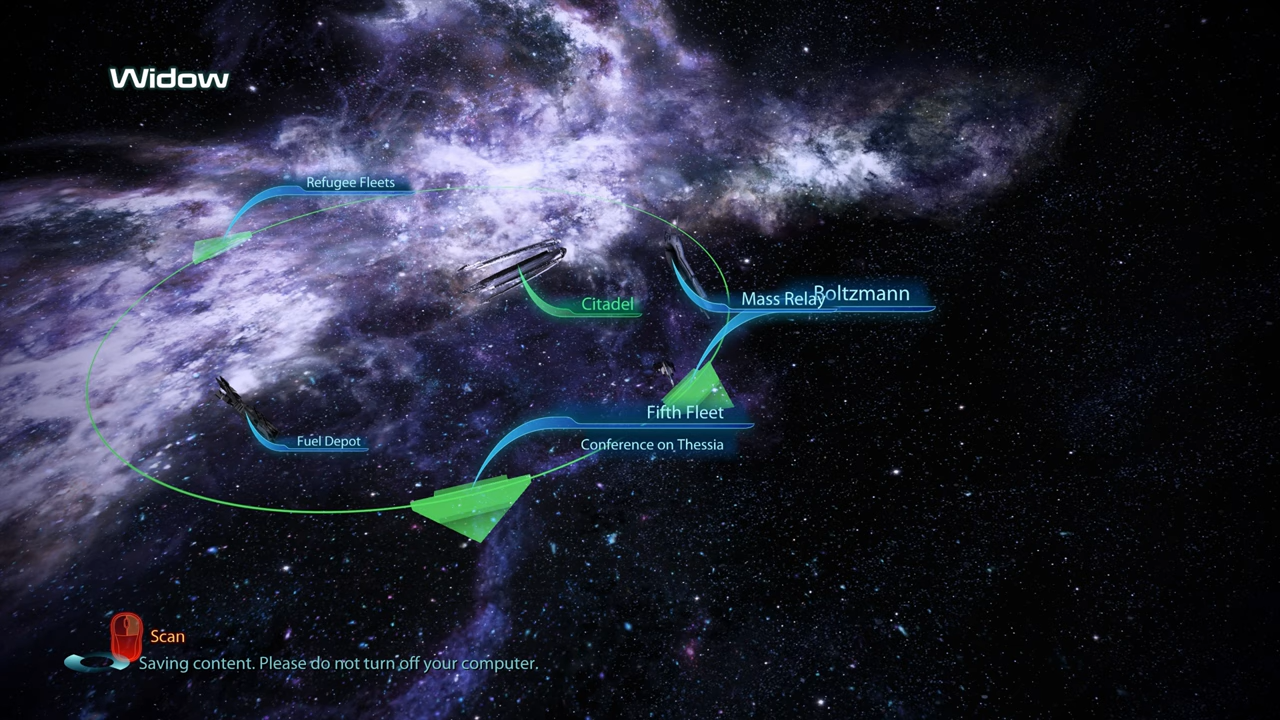 Widow
Refugee Fleets
Citadel
Mass Relay
Boltzmann
Fifth Fleet
Conference on Thessia
Fuel Depot
Scan
Saving content. Please do not turn off your computer.